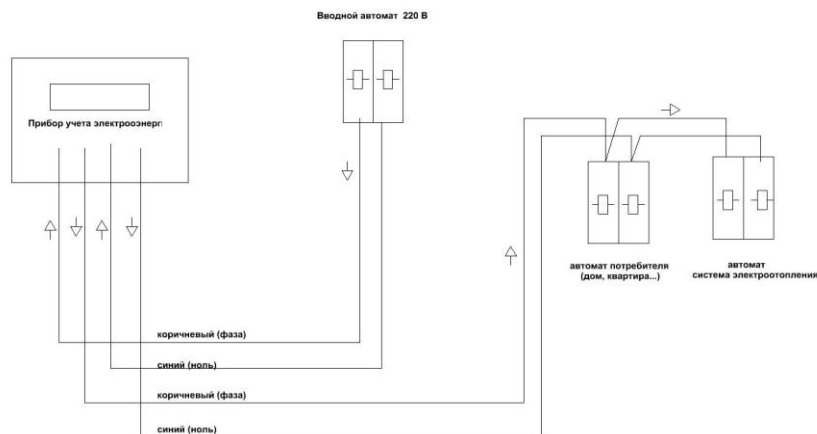 Вводной автомат 220 В
Прибор учета электроэнерг
автомат потребителя
(дом, квартира...)
автомат
система электроотопления
коричневый (фаза)
синий (ноль)
коричневый (фаза)
синий (ноль)